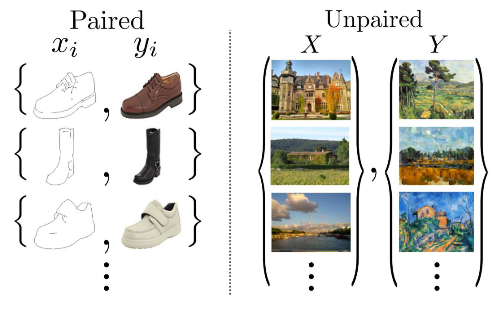 Paired
Unpaired
x_i
y_i
X
Y
{ , }
{ , }
{ , }
⋮
{ ⋮ } , { ⋮ }